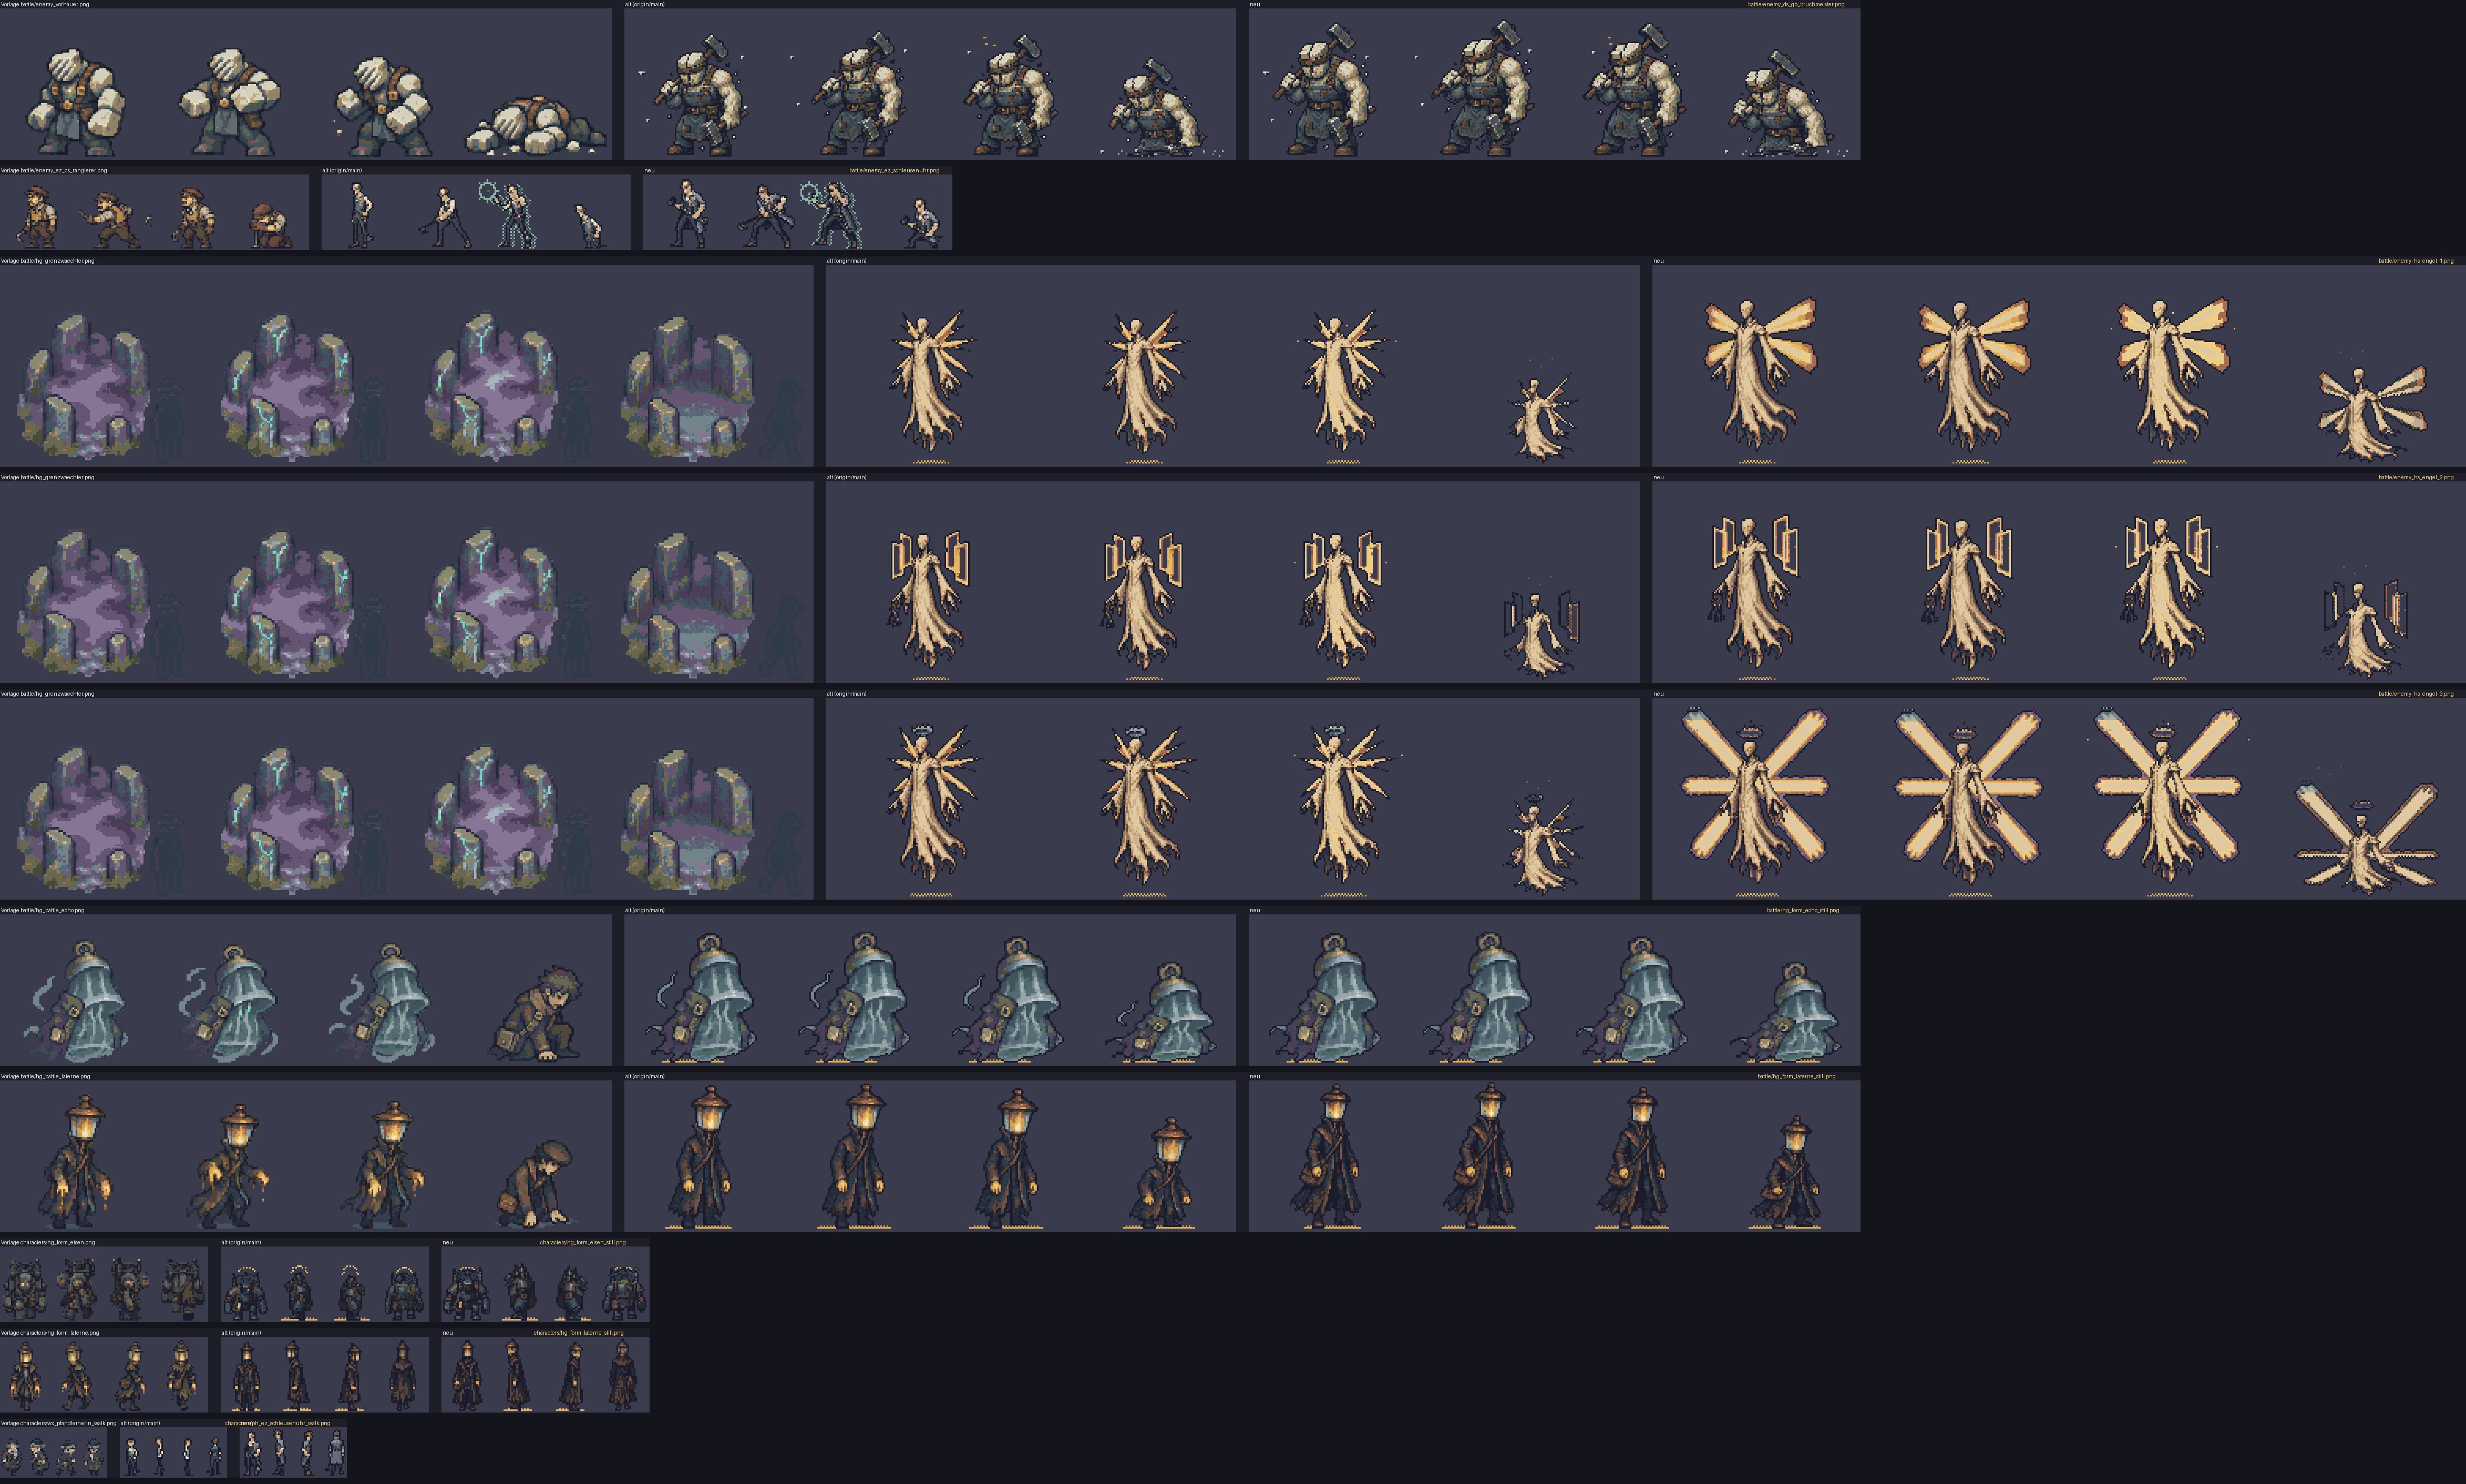 Vorlage battle/enemy_vorhauer.png alt (origin/main) neu battle/enemy_ds_gb_bruchmeister.png
Vorlage battle/enemy_ez_ds_rangierer.png alt (origin/main) neu battle/enemy_ez_schleusenuhr.png
Vorlage battle/hg_grenzwaechter.png alt (origin/main) neu battle/enemy_hs_engel_1.png
Vorlage battle/hg_grenzwaechter.png alt (origin/main) neu battle/enemy_hs_engel_2.png
Vorlage battle/hg_grenzwaechter.png alt (origin/main) neu battle/enemy_hs_engel_3.png
Vorlage battle/hg_battle_echo.png alt (origin/main) neu battle/hg_form_echo_still.png
Vorlage battle/hg_battle_laterne.png alt (origin/main) neu battle/hg_form_laterne_still.png
Vorlage characters/hg_form_eisen.png alt (origin/main) neu characters/hg_form_eisen_still.png
Vorlage characters/hg_form_laterne.png alt (origin/main) neu characters/hg_form_laterne_still.png
Vorlage characters/wx_pfandleiherin_walk.png alt (origin/main)